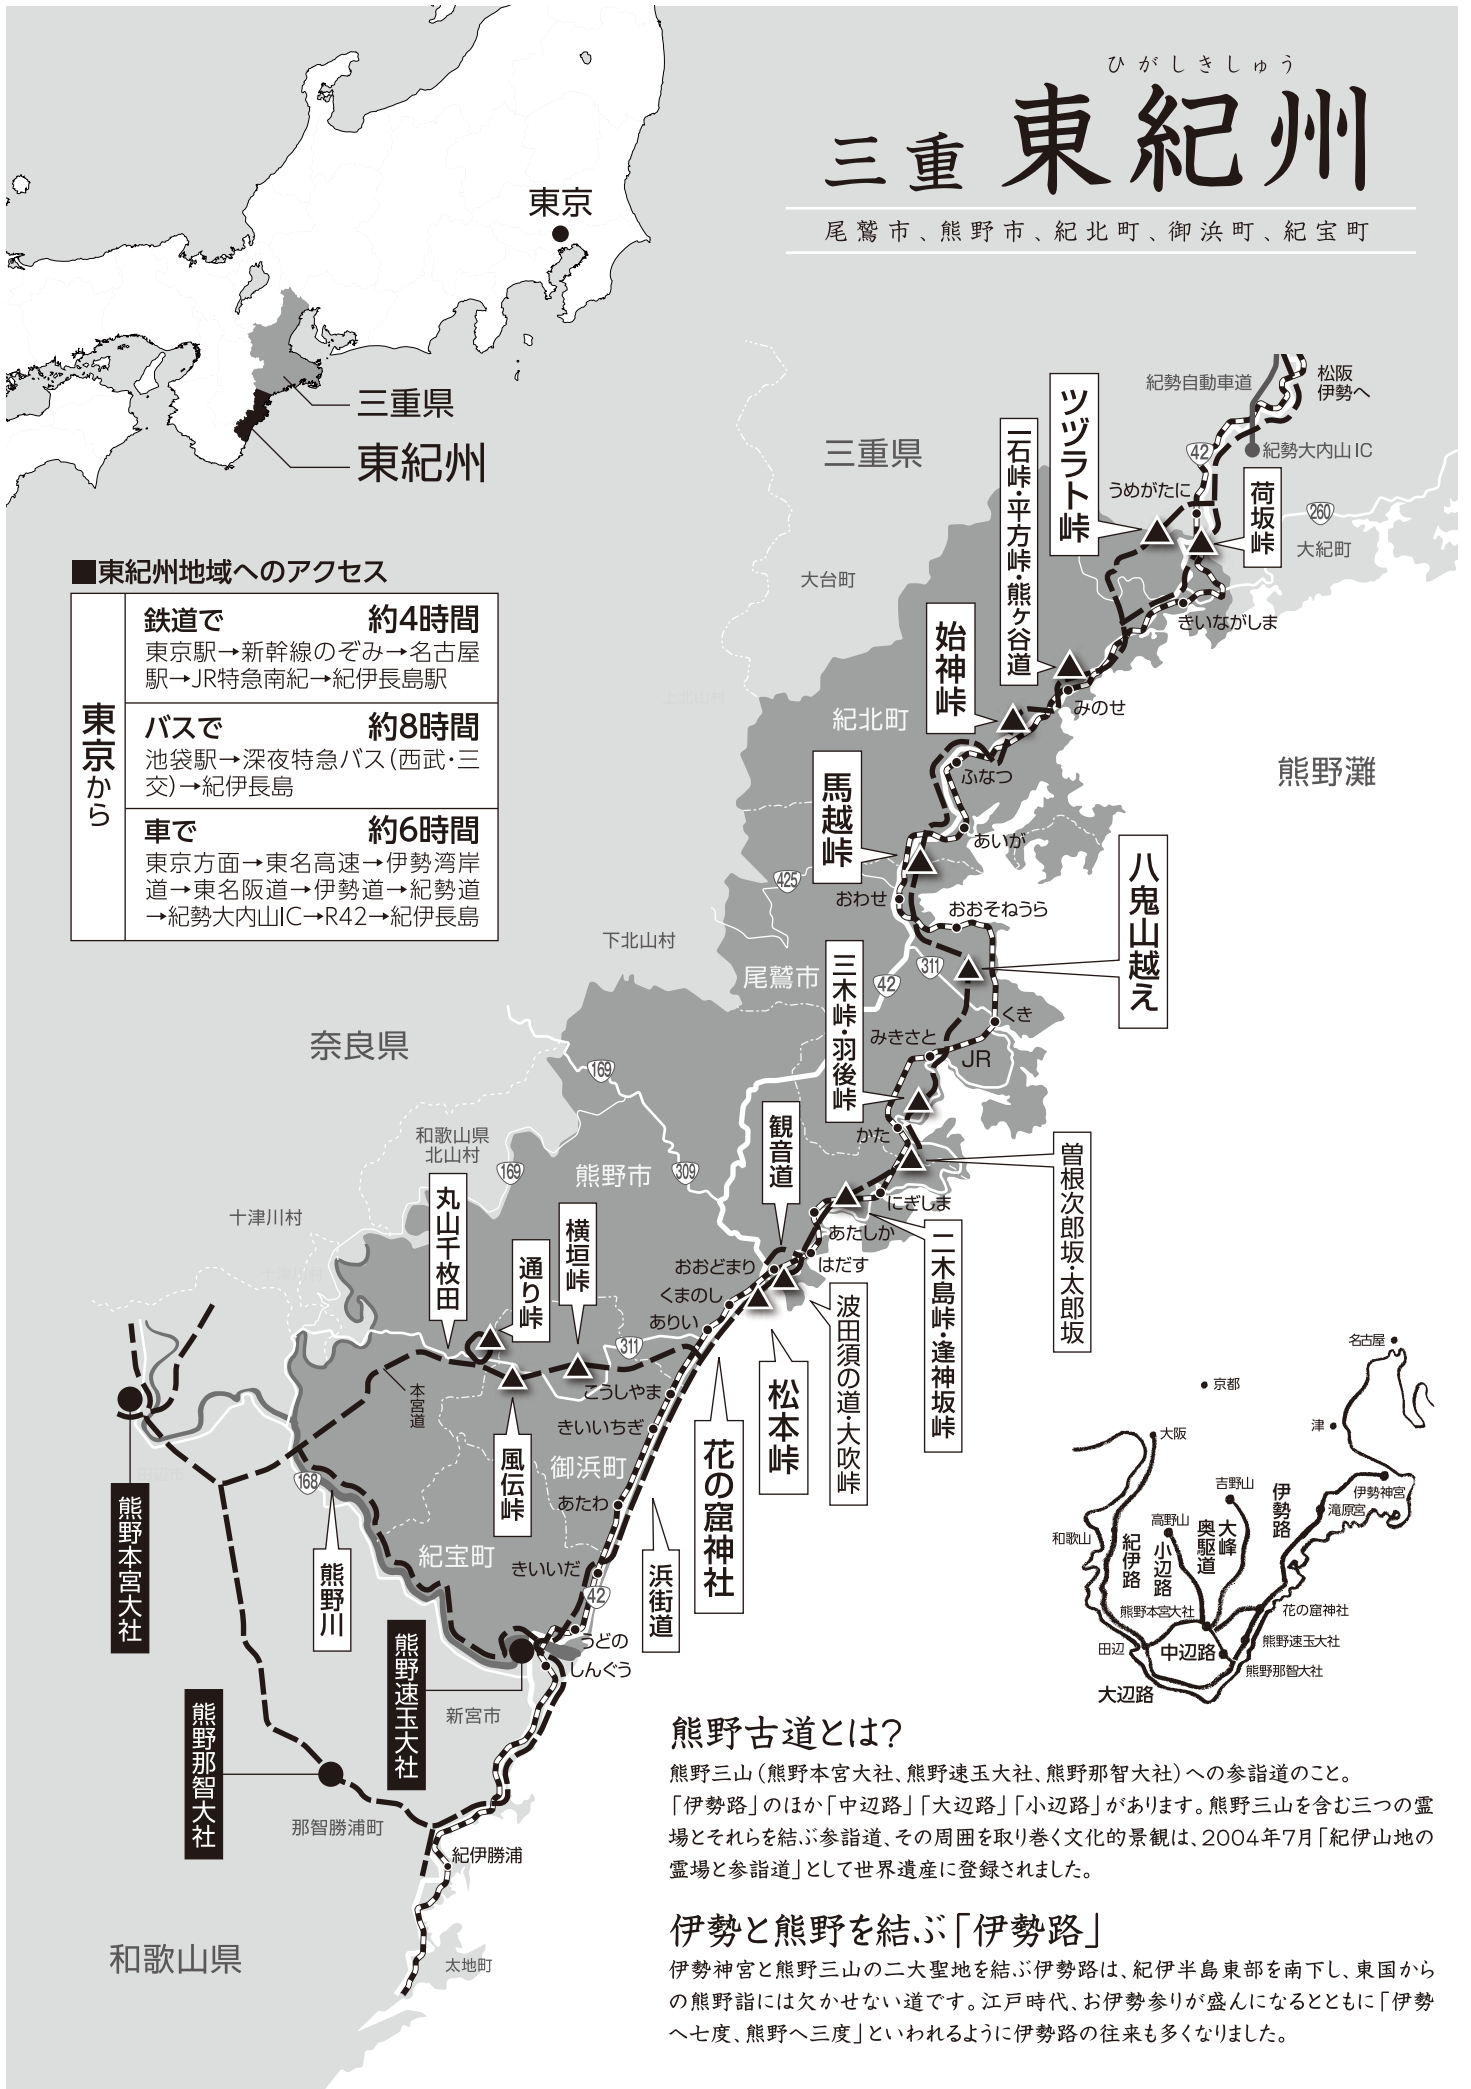 ひがしきしゅう
三重 東紀州
尾鷲市、熊野市、紀北町、御浜町、紀宝町
東京
三重県
東紀州
■東紀州地域へのアクセス
東京から
鉄道で 約4時間
東京駅→新幹線のぞみ→名古屋
駅→JR特急南紀→紀伊長島駅
バスで 約8時間
池袋駅→深夜特急バス(西武・三
交)→紀伊長島
車で 約6時間
東京方面→東名高速→伊勢湾岸
道→東名阪道→伊勢道→紀勢道
→紀勢大内山IC→R42→紀伊長島
紀勢自動車道
松阪
伊勢へ
42
紀勢大内山IC
三重県
ツヅラト峠
一石峠・平方峠・熊ヶ谷道
うめがたに
荷坂峠
260
大紀町
大台町
きいながしま
始神峠
上北山村
紀北町
みのせ
熊野灘
ふなつ
馬越峠
あいが
425
おわせ
八鬼山越え
おおそねうら
下北山村
尾鷲市
311
42
三木峠・羽後峠
くき
みきさと
JR
奈良県
169
かた
観音道
和歌山県
北山村
169
熊野市
309
曽根次郎坂・太郎坂
丸山千枚田
横垣峠
十津川村
にぎしま
あたしか
二木島峠・逢神坂峠
通り峠
おおどまり
はだす
十津川村
くまのし
波田須の道・大吹峠
ありい
311
本宮道
こうしやま
松本峠
きいいちぎ
花の窟神社
風伝峠
御浜町
168
あたわ
熊野川
熊野本宮大社
紀宝町
きいいだ
浜街道
42
熊野速玉大社
うどの
しんぐう
新宮市
熊野那智大社
那智勝浦町
紀伊勝浦
和歌山県
太地町
名古屋
京都
津
大阪
吉野山
伊勢神宮
伊勢路
滝原宮
高野山
和歌山
紀伊路
小辺路
大峰
奥駆道
熊野本宮大社
花の窟神社
田辺
中辺路
熊野速玉大社
熊野那智大社
大辺路
熊野古道とは?
熊野三山(熊野本宮大社、熊野速玉大社、熊野那智大社)への参詣道のこと。
「伊勢路」のほか「中辺路」「大辺路」「小辺路」があります。熊野三山を含む三つの霊
場とそれらを結ぶ参詣道、その周囲を取り巻く文化的景観は、2004年7月「紀伊山地の
霊場と参詣道」として世界遺産に登録されました。
伊勢と熊野を結ぶ「伊勢路」
伊勢神宮と熊野三山の二大聖地を結ぶ伊勢路は、紀伊半島東部を南下し、東国から
の熊野詣には欠かせない道です。江戸時代、お伊勢参りが盛んになるとともに「伊勢
へ七度、熊野へ三度」といわれるように伊勢路の往来も多くなりました。